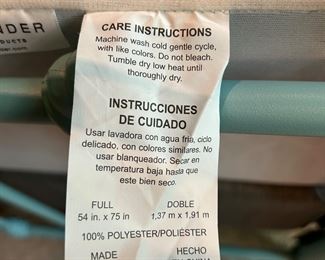 NDER
ODUCTS
CARE INSTRUCTIONS
Machine wash cold gentle cycle,
with like colors. Do not bleach.
Tumble dry low heat until
thoroughly dry.
INSTRUCCIONES
DE CUIDADO
Usar lavadora con agua fria, ciclo
delicado, con colores similares. No
usar blanqueador. Secar en
temperatura baja hasta que
este bien seco.
FULL DOBLE
54 in. x 75 in 1,37 m x 1,91 m
100% POLYESTER/POLIÉSTER
MADE HECHO